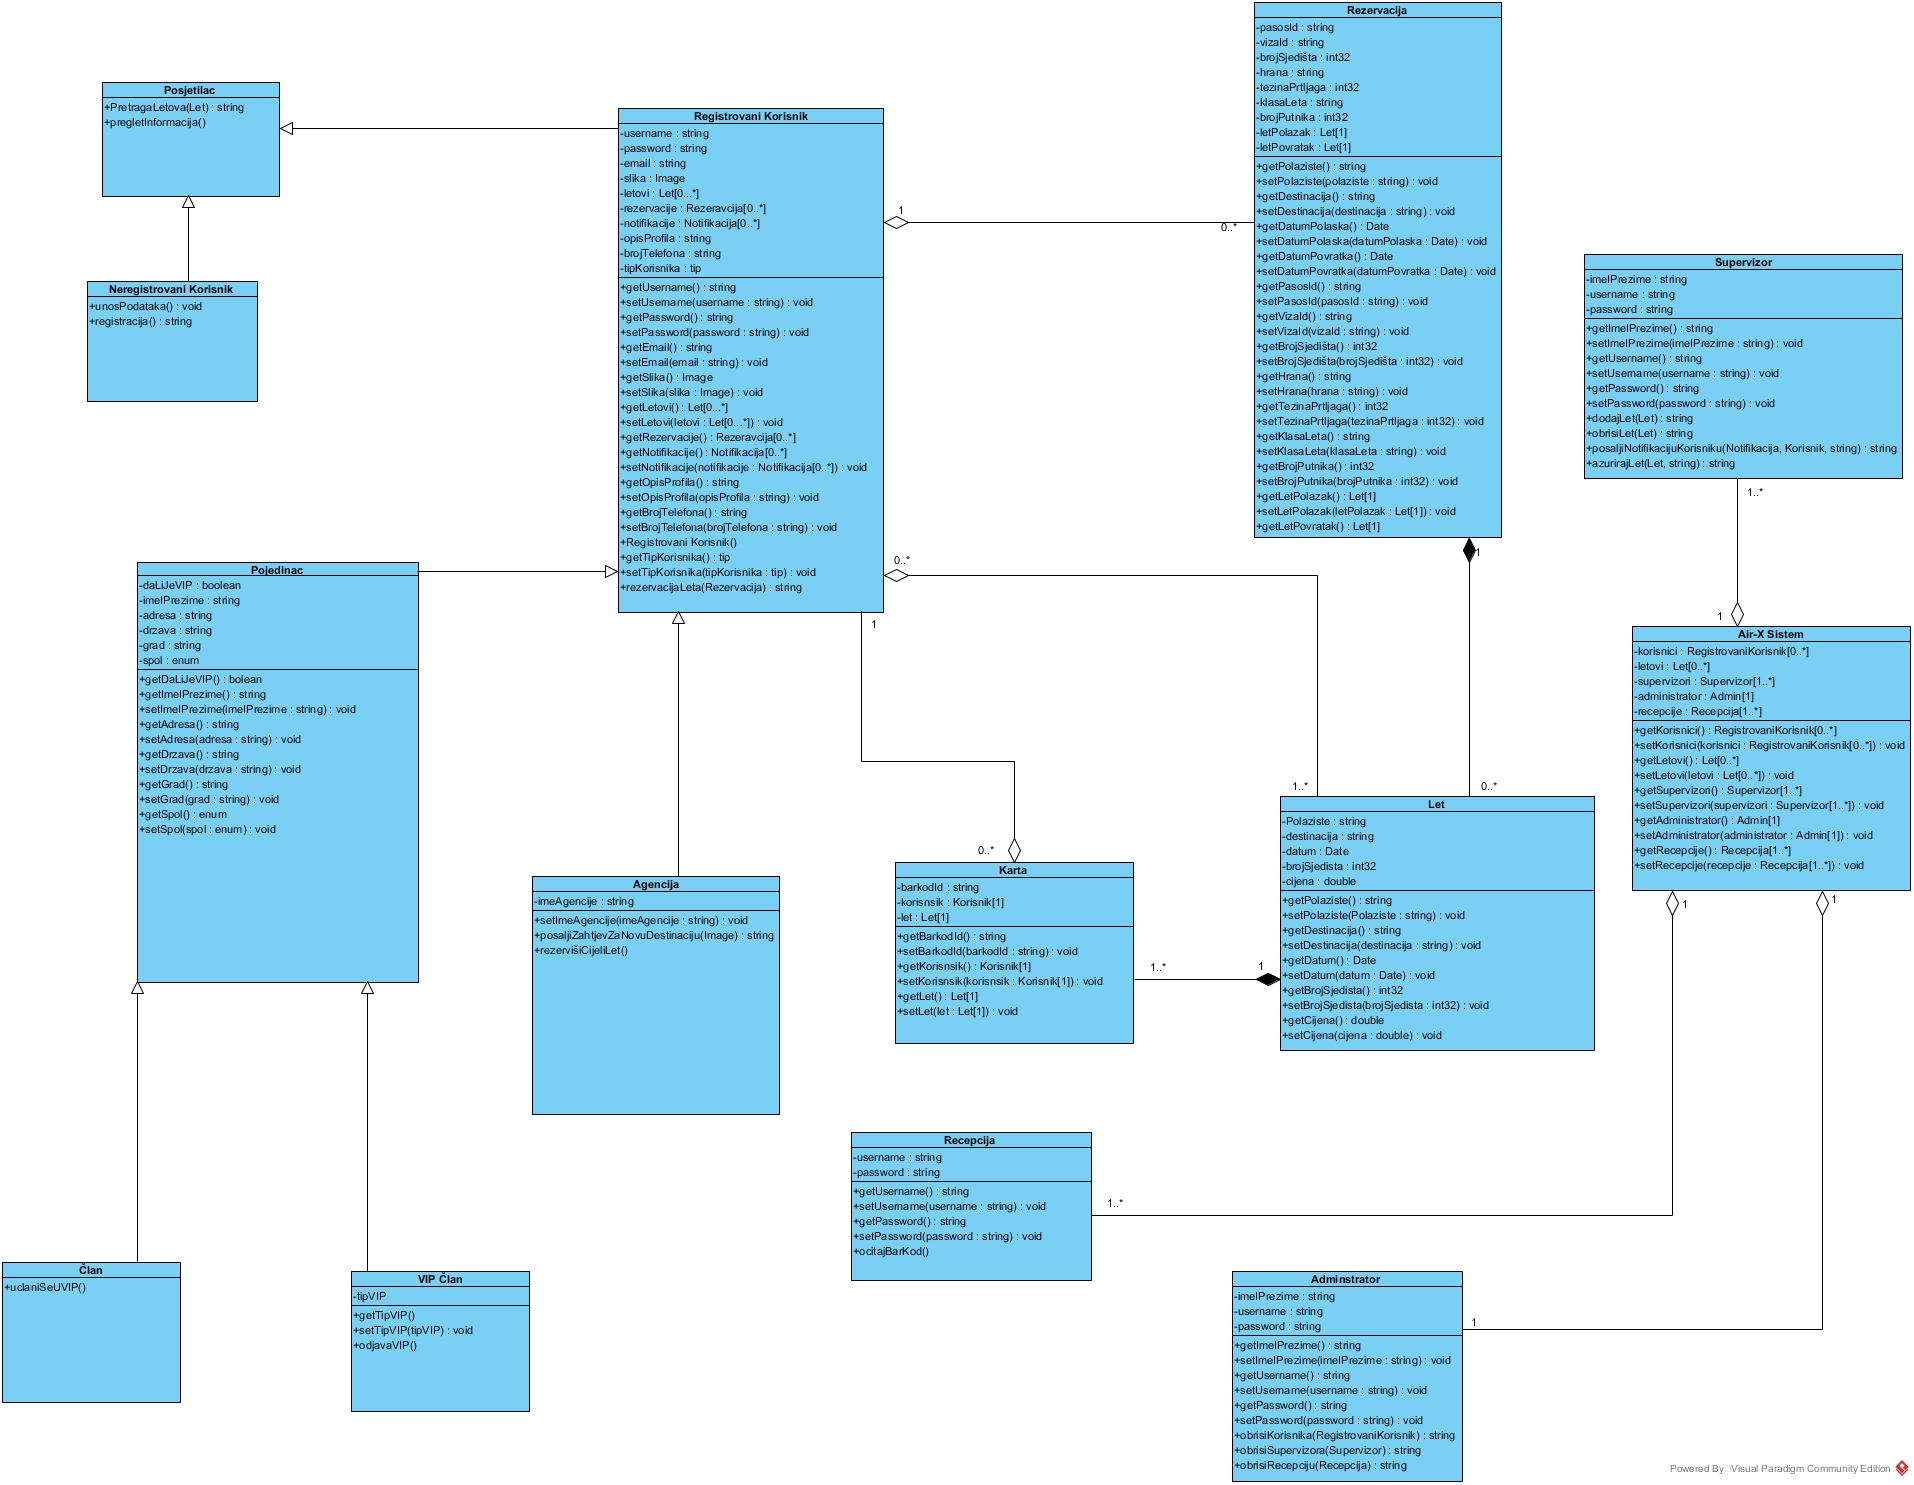 Posjetilac
+PretragaLetova(Let) : string
+pregletInformacija()
Neregistrovani Korisnik
+unosPodataka() : void
+registracija() : string
Registrovani Korisnik
-username : string
-password : string
-email : string
-slika : Image
-letovi : Let[0...*]
-rezervacije : Rezeravcija[0..*]
-notifikacije : Notifikacija[0..*]
-opisProfila : string
-brojTelefona : string
-tipKorisnika : tip
+getUsername() : string
+setUsername(username : string) : void
+getPassword() : string
+setPassword(password : string) : void
+getEmail() : string
+setEmail(email : string) : void
+getSlika() : Image
+setSlika(slika : Image) : void
+getLetovi() : Let[0...*]
+setLetovi(letovi : Let[0...*]) : void
+getRezervacije() : Rezeravcija[0..*]
+getNotifikacije() : Notifikacija[0..*]
+setNotifikacije(notifikacije : Notifikacija[0..*]) : void
+getOpisProfila() : string
+setOpisProfila(opisProfila : string) : void
+getBrojTelefona() : string
+setBrojTelefona(brojTelefona : string) : void
+Registrovani Korisnik()
+getTipKorisnika() : tip
+setTipKorisnika(tipKorisnika : tip) : void
+rezervacijaLeta(Rezervacija) : string
1
0..*
0..*
1
Rezervacija
-pasosId : string
-vizaId : string
-brojSjedišta : int32
-hrana : string
-tezinaPrtljaga : int32
-klasaLeta : string
-brojPutnika : int32
-letPolazak : Let[1]
-letPovratak : Let[1]
+getPolaziste() : string
+setPolaziste(polaziste : string) : void
+getDestinacija() : string
+setDestinacija(destinacija : string) : void
+getDatumPolaska() : Date
+setDatumPolaska(datumPolaska : Date) : void
+getDatumPovratka() : Date
+setDatumPovratka(datumPovratka : Date) : void
+getPasosId() : string
+setPasosId(pasosId : string) : void
+getVizaId() : string
+setVizaId(vizaId : string) : void
+getBrojSjedišta() : int32
+setBrojSjedišta(brojSjedišta : int32) : void
+getHrana() : string
+setHrana(hrana : string) : void
+getTezinaPrtljaga() : int32
+setTezinaPrtljaga(tezinaPrtljaga : int32) : void
+getKlasaLeta() : string
+setKlasaLeta(klasaLeta : string) : void
+getBrojPutnika() : int32
+setBrojPutnika(brojPutnika : int32) : void
+getLetPolazak() : Let[1]
+setLetPolazak(letPolazak : Let[1]) : void
+getLetPovratak() : Let[1]
1
Supervizor
-imeIPrezime : string
-username : string
-password : string
+getImeIPrezime() : string
+setImeIPrezime(imeIPrezime : string) : void
+getUsername() : string
+setUsername(username : string) : void
+getPassword() : string
+setPassword(password : string) : void
+dodajLet(Let) : string
+obrisiLet(Let) : string
+posaljiNotifikacijuKorisniku(Notifikacija, Korisnik, string) : string
+azurirajLet(Let, string) : string
1..*
1
Air-X Sistem
-korisnici : RegistrovaniKorisnik[0..*]
-letovi : Let[0..*]
-supervizori : Supervizor[1..*]
-administrator : Admin[1]
-recepcije : Recepcija[1..*]
+getKorisnici() : RegistrovaniKorisnik[0..*]
+setKorisnici(korisnici : RegistrovaniKorisnik[0..*]) : void
+getLetovi() : Let[0..*]
+setLetovi(letovi : Let[0..*]) : void
+getSupervizori() : Supervizor[1..*]
+setSupervizori(supervizori : Supervizor[1..*]) : void
+getAdministrator() : Admin[1]
+setAdministrator(administrator : Admin[1]) : void
+getRecepcije() : Recepcija[1..*]
+setRecepcije(recepcije : Recepcija[1..*]) : void
1
1
Pojedinac
-daLiJeVIP : boolean
-imeIPrezime : string
-adresa : string
-drzava : string
-grad : string
-spol : enum
+getDaLiJeVIP() : bolean
+getImeIPrezime() : string
+setImeIPrezime(imeIPrezime : string) : void
+getAdresa() : string
+setAdresa(adresa : string) : void
+getDrzava() : string
+setDrzava(drzava : string) : void
+getGrad() : string
+setGrad(grad : string) : void
+getSpol() : enum
+setSpol(spol : enum) : void
Agencija
-imeAgencije : string
+setImeAgencije(imeAgencije : string) : void
+posaljiZahtjevZaNovuDestinaciju(Image) : string
+rezervišiCijeliLet()
0..*
Karta
-barkodId : string
-korisnsik : Korisnik[1]
-let : Let[1]
+getBarkodId() : string
+setBarkodId(barkodId : string) : void
+getKorisnsik() : Korisnik[1]
+setKorisnsik(korisnsik : Korisnik[1]) : void
+getLet() : Let[1]
+setLet(let : Let[1]) : void
1..*
1
1..*
0..*
Let
-Polaziste : string
-destinacija : string
-datum : Date
-brojSjedista : int32
-cijena : double
+getPolaziste() : string
+setPolaziste(Polaziste : string) : void
+getDestinacija() : string
+setDestinacija(destinacija : string) : void
+getDatum() : Date
+setDatum(datum : Date) : void
+getBrojSjedista() : int32
+setBrojSjedista(brojSjedista : int32) : void
+getCijena() : double
+setCijena(cijena : double) : void
Recepcija
-username : string
-password : string
+getUsername() : string
+setUsername(username : string) : void
+getPassword() : string
+setPassword(password : string) : void
+ocitajBarKod()
1..*
Član
+uclaniSeUVIP()
VIP Član
-tipVIP
+getTipVIP()
+setTipVIP(tipVIP) : void
+odjavaVIP()
Adminstrator
-imeIPrezime : string
-username : string
-password : string
+getImeIPrezime() : string
+setImeIPrezime(imeIPrezime : string) : void
+getUsername() : string
+setUsername(username : string) : void
+getPassword() : string
+setPassword(password : string) : void
+obrisiKorisnika(RegistrovaniKorisnik) : string
+obrisiSupervizora(Supervizor) : string
+obrisiRecepciju(Recepcija) : string
1
Powered By Visual Paradigm Community Edition